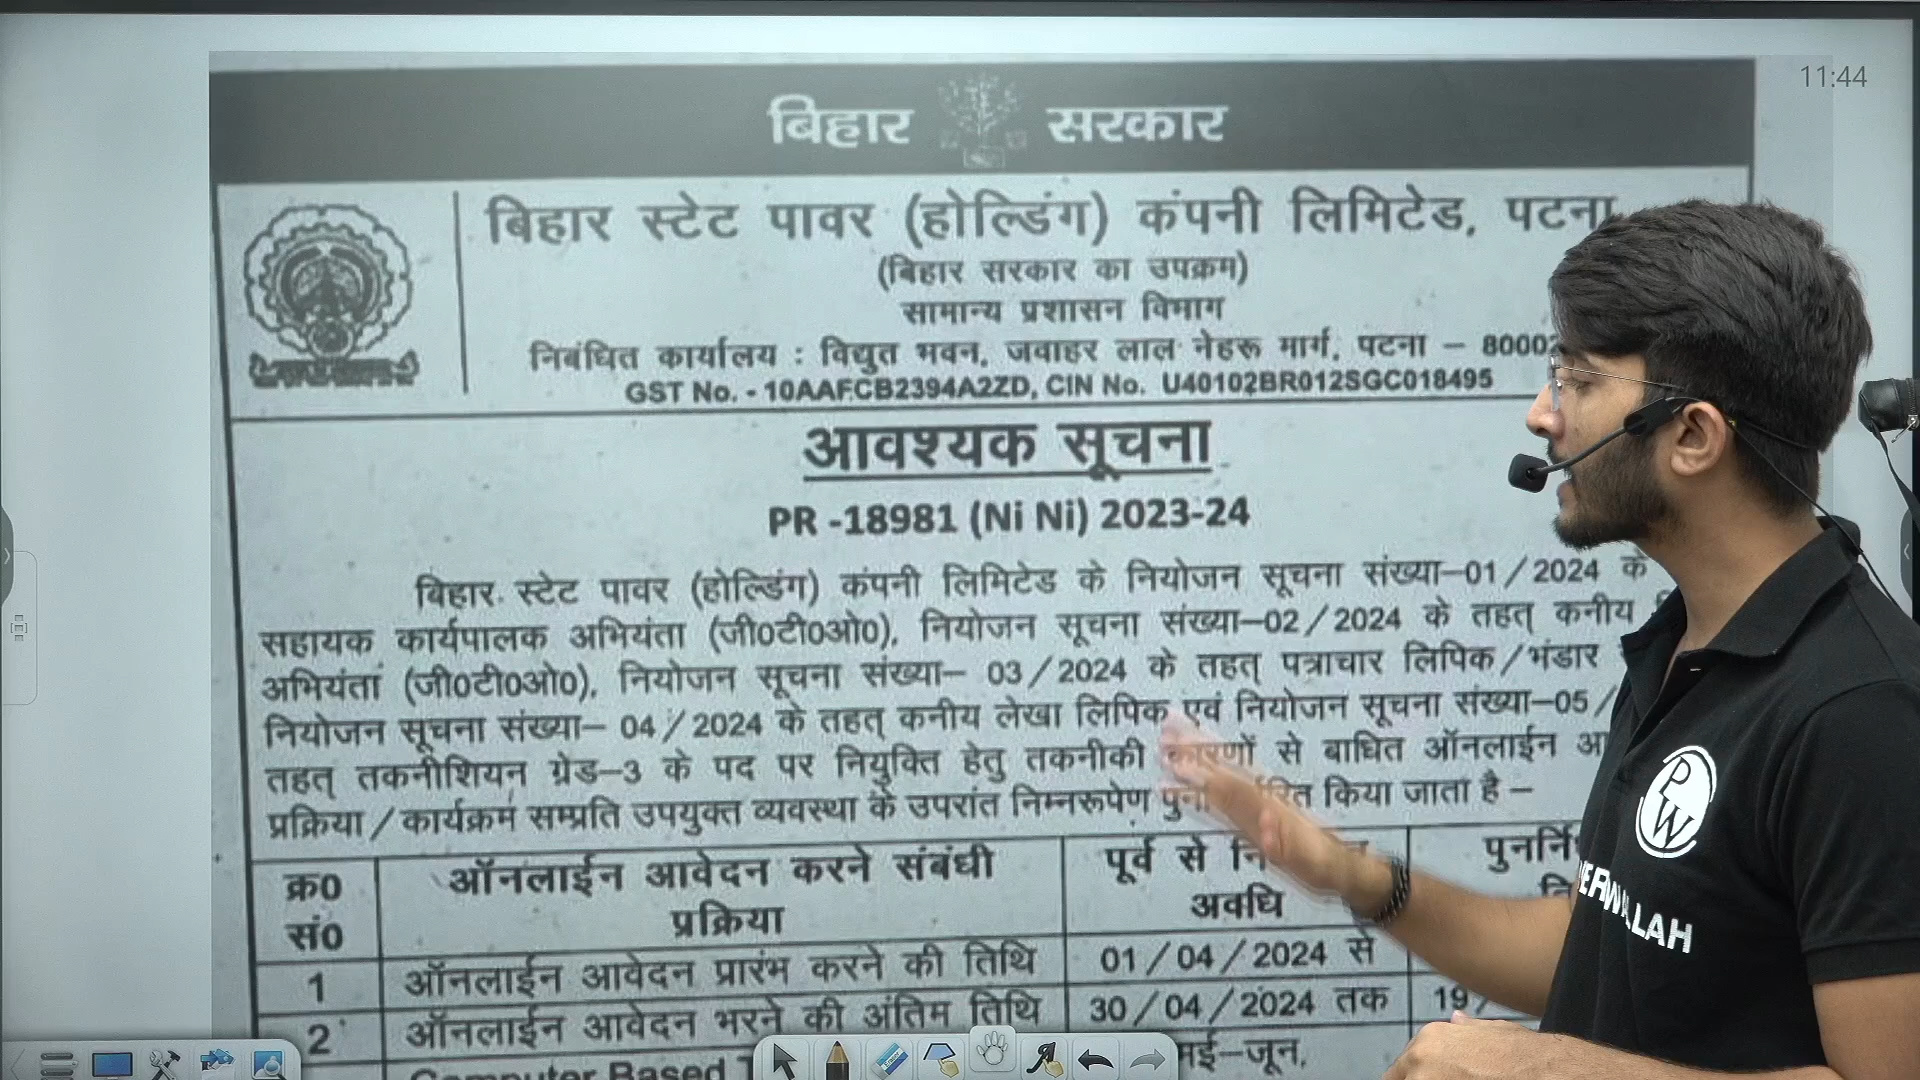 11:44
बिहार सरकार
बिहार स्टेट पावर (होल्डिंग) कंपनी लिमिटेड, पटना
(बिहार सरकार का उपक्रम)
सामान्य प्रशासन विभाग
निबंधित कार्यालय : विद्युत भवन, जवाहर लाल नेहरू मार्ग, पटना – 8000
GST No. - 10AAFCB2394A2ZD, CIN No. U40102BR012SGC018495
आवश्यक सूचना
PR -18981 (Ni Ni) 2023-24
बिहार स्टेट पावर (होल्डिंग) कंपनी लिमिटेड के नियोजन सूचना संख्या–01/2024 के
सहायक कार्यपालक अभियंता (जी0टी0ओ0), नियोजन सूचना संख्या–02/2024 के तहत् कनीय
अभियंता (जी0टी0ओ0), नियोजन सूचना संख्या– 03/2024 के तहत् पत्राचार लिपिक/भंडार
नियोजन सूचना संख्या– 04/2024 के तहत् कनीय लेखा लिपिक एवं नियोजन सूचना संख्या–05/
तहत् तकनीशियन ग्रेड–3 के पद पर नियुक्ति हेतु तकनीकी कारणों से बाधित ऑनलाईन आ
प्रक्रिया/कार्यक्रम सम्प्रति उपयुक्त व्यवस्था के उपरांत निम्नरूपेण किया जाता है –
क्र0 सं0 ऑनलाईन आवेदन करने संबंधी प्रक्रिया पूर्व से अवधि
1 ऑनलाईन आवेदन प्रारंभ करने की तिथि 01/04/2024 से
2 ऑनलाईन आवेदन भरने की अंतिम तिथि 30/04/2024 तक 19
Computer Based मई–जून,
PW
LLAH